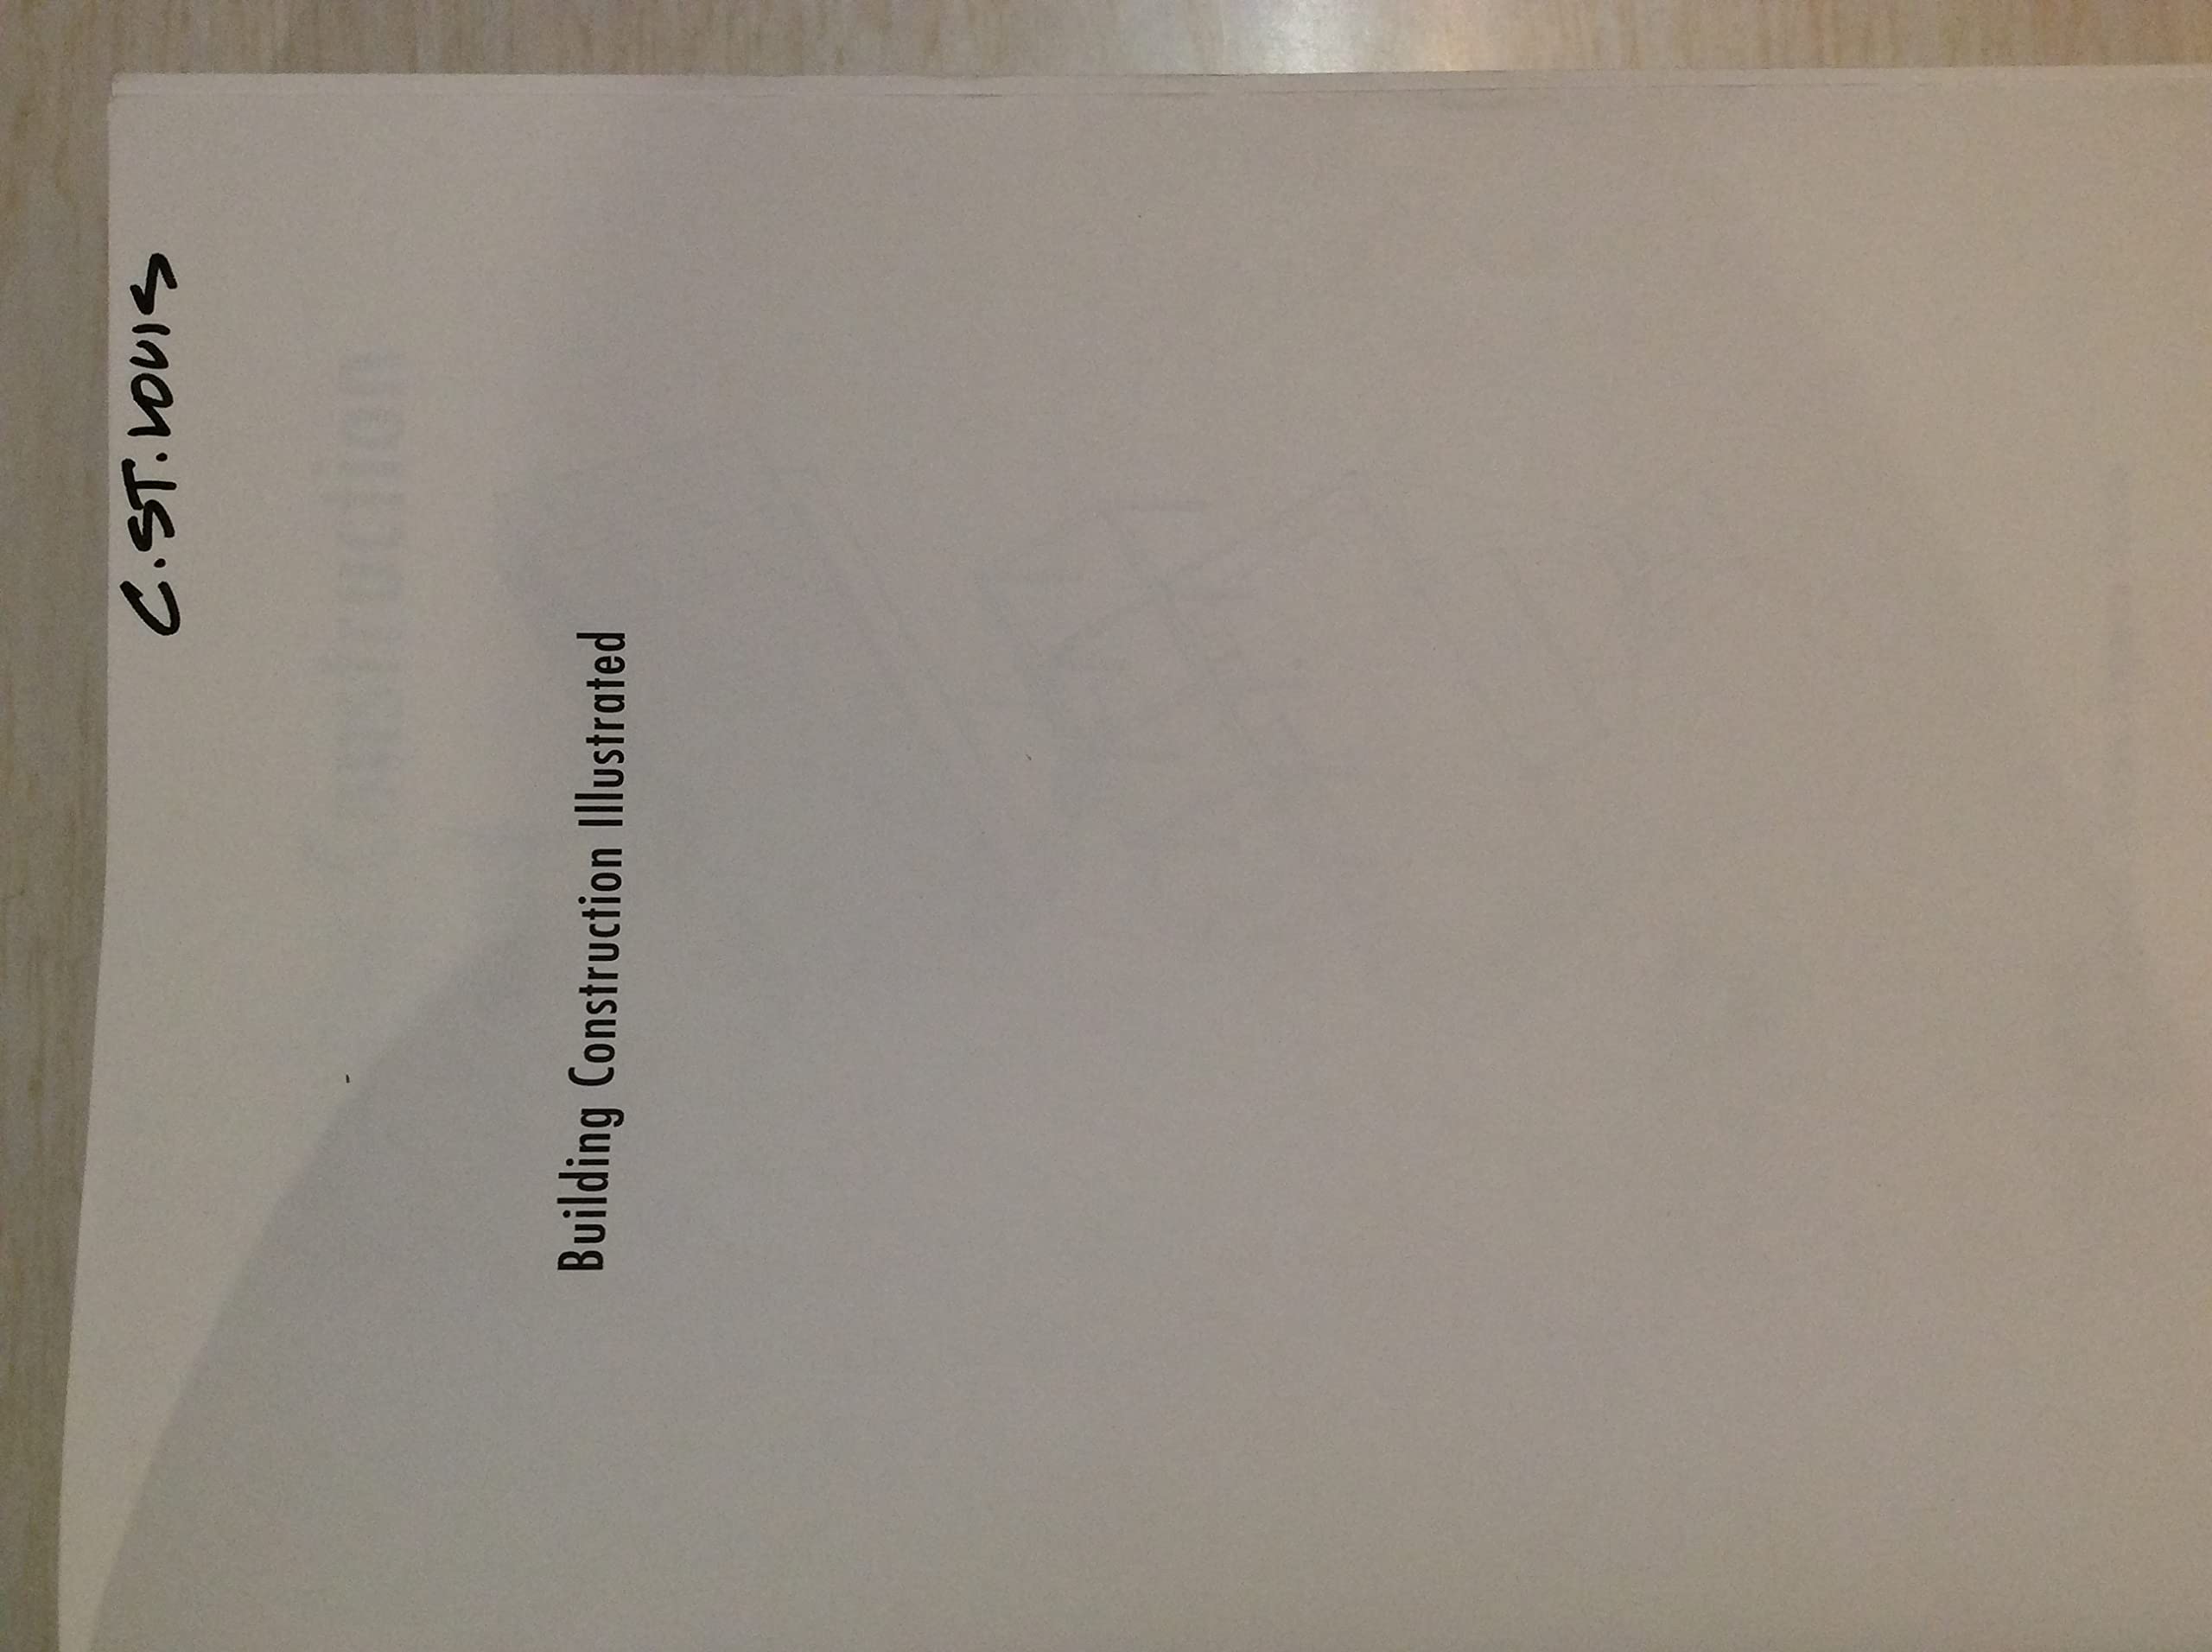 C. ST. LOUIS
Building Construction Illustrated